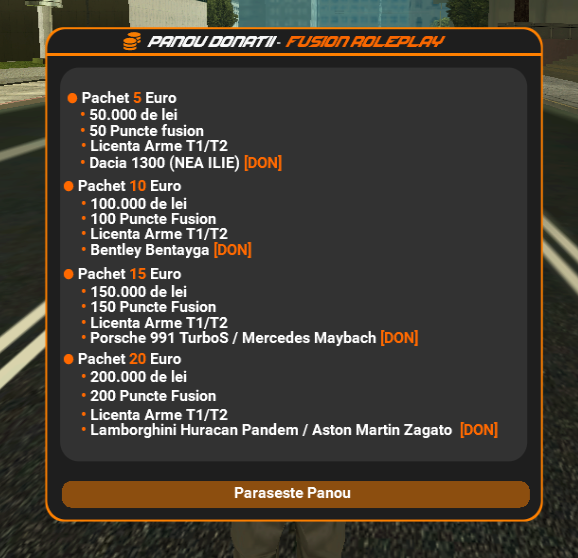 PANOU DONATII - FUSION ROLEPLAY
● Pachet 5 Euro
• 50.000 de lei
• 50 Puncte fusion
• Licenta Arme T1/T2
• Dacia 1300 (NEA ILIE) [DON]
● Pachet 10 Euro
• 100.000 de lei
• 100 Puncte Fusion
• Licenta Arme T1/T2
• Bentley Bentayga [DON]
● Pachet 15 Euro
• 150.000 de lei
• 150 Puncte Fusion
• Licenta Arme T1/T2
• Porsche 991 TurboS / Mercedes Maybach [DON]
● Pachet 20 Euro
• 200.000 de lei
• 200 Puncte Fusion
• Licenta Arme T1/T2
• Lamborghini Huracan Pandem / Aston Martin Zagato [DON]
Paraseste Panou